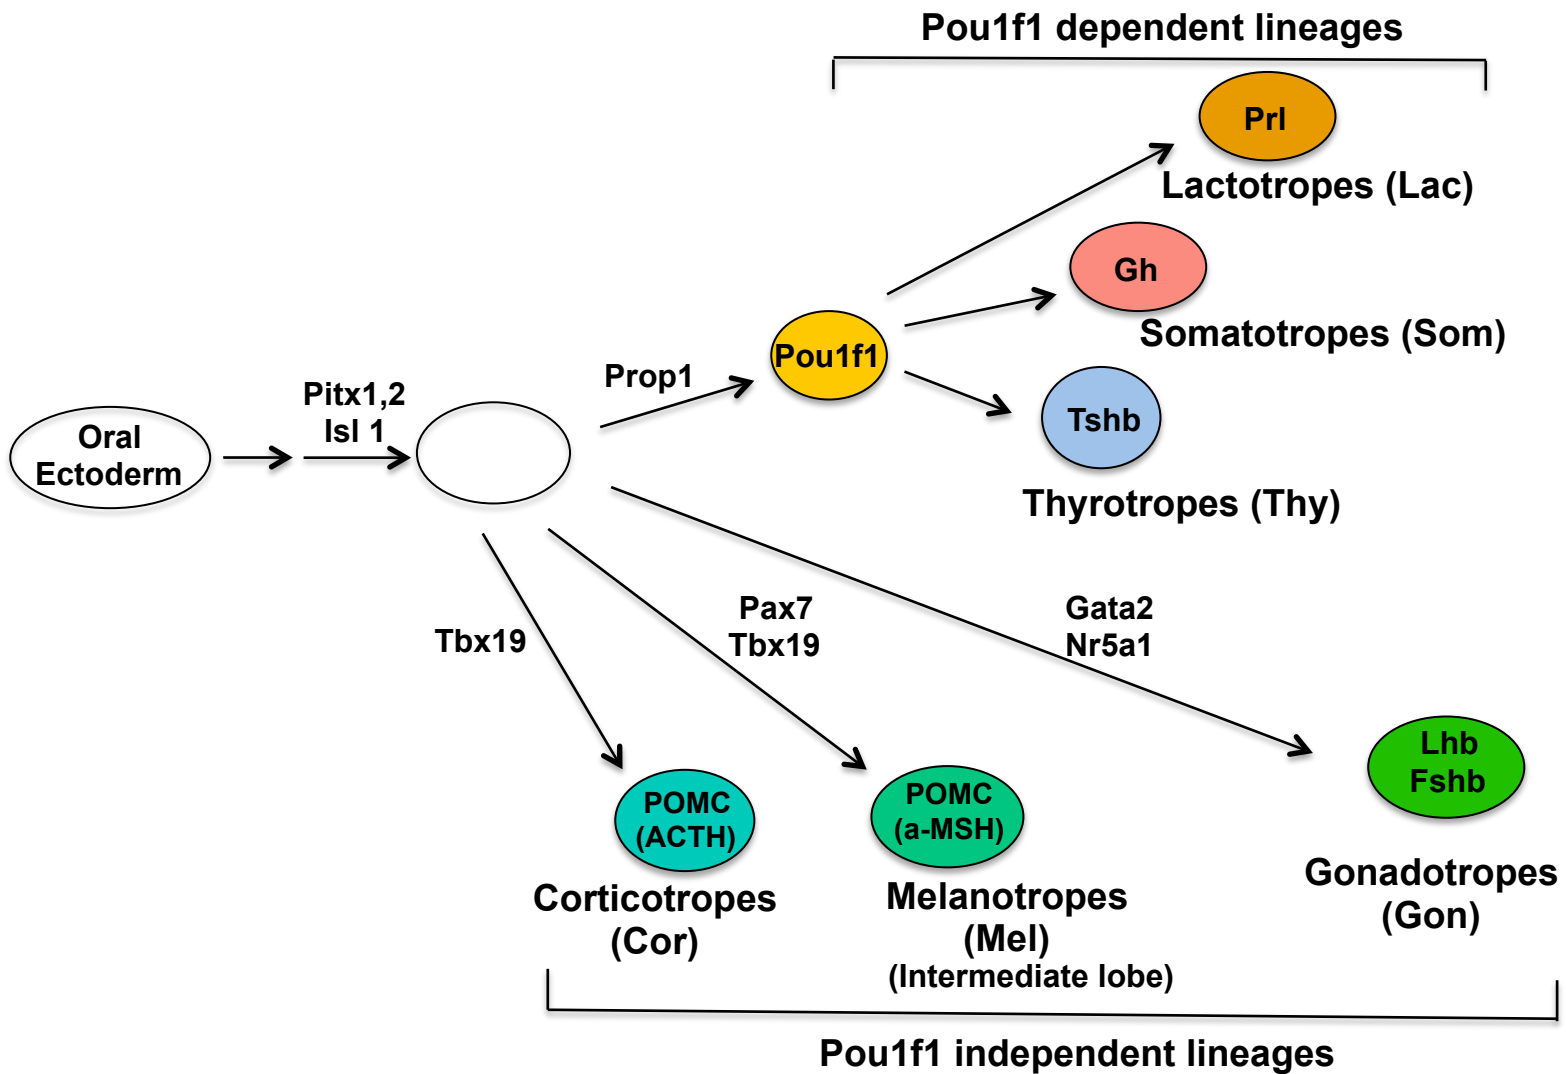 Pou1f1 dependent lineages
Prl
Lactotropes (Lac)
Gh
Somatotropes (Som)
Pou1f1
Prop1
Tshb
Thyrotropes (Thy)
Pitx1,2
Isl 1
Oral
Ectoderm
Tbx19
Pax7
Tbx19
Gata2
Nr5a1
POMC
(ACTH)
Corticotropes
(Cor)
POMC
(a-MSH)
Melanotropes
(Mel)
(Intermediate lobe)
Lhb
Fshb
Gonadotropes
(Gon)
Pou1f1 independent lineages